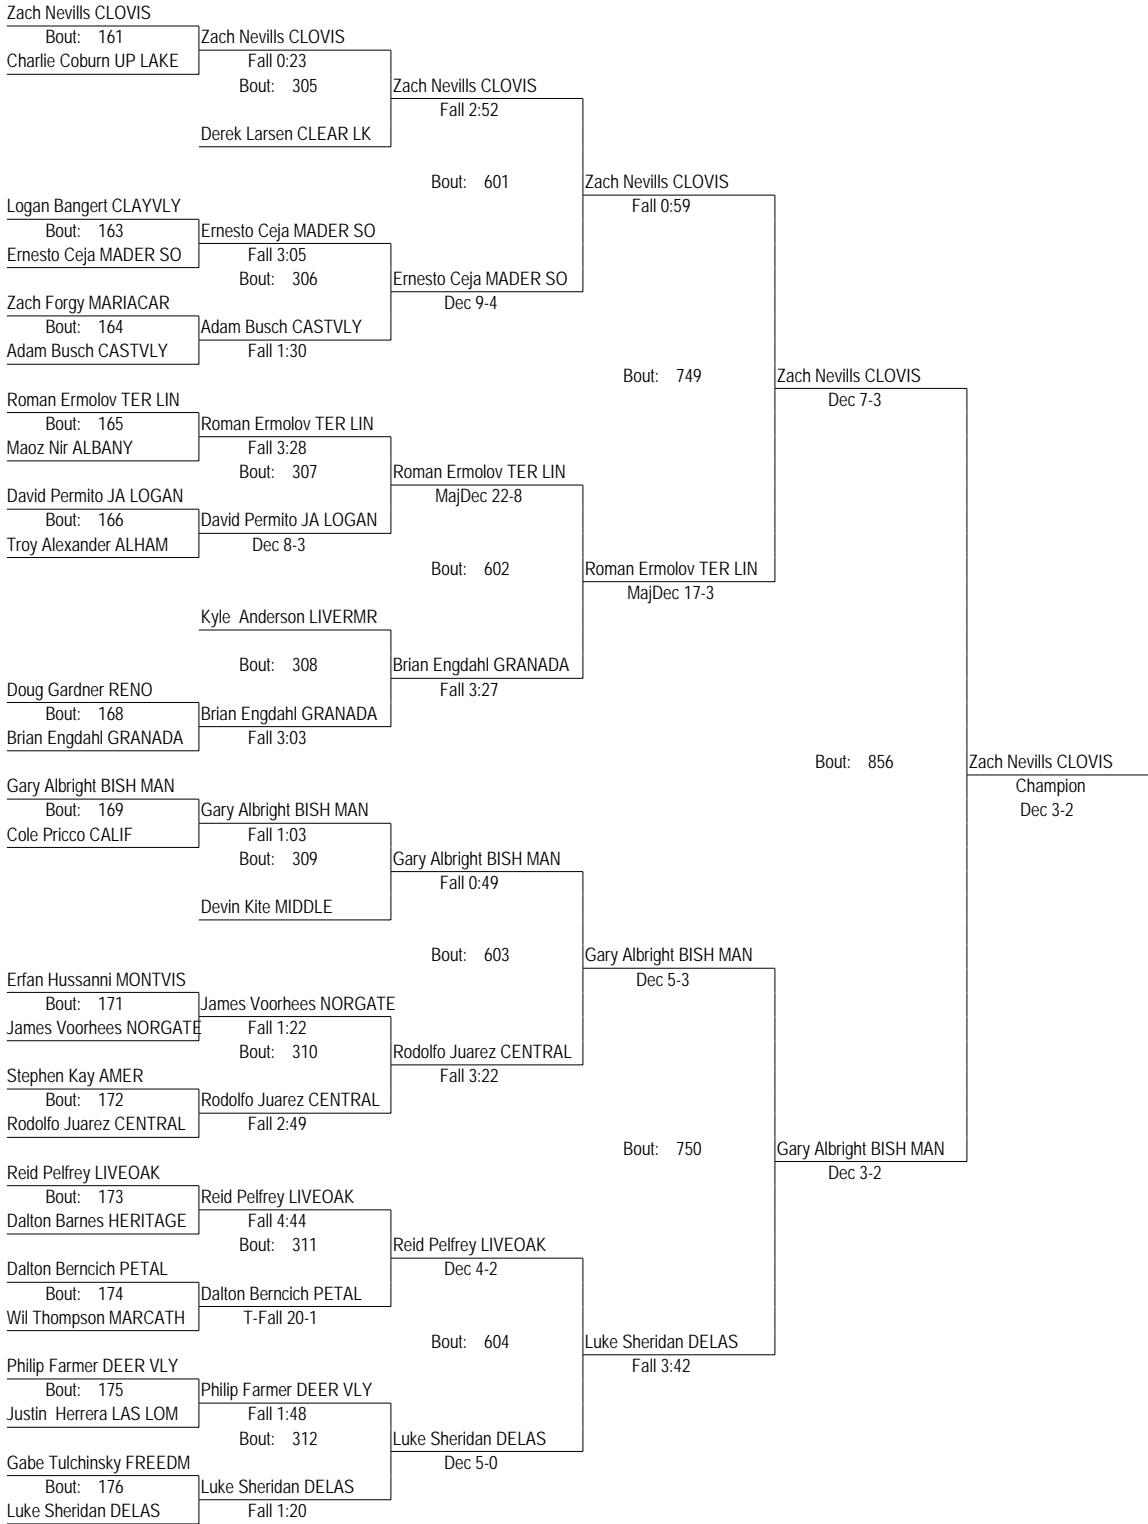 Zach Nevills CLOVIS
Bout: 161
Charlie Coburn UP LAKE
Zach Nevills CLOVIS
Fall 0:23
Bout: 305
Derek Larsen CLEAR LK
Zach Nevills CLOVIS
Fall 2:52
Bout: 601
Logan Bangert CLAYVLY
Bout: 163
Ernesto Ceja MADER SO
Ernesto Ceja MADER SO
Fall 3:05
Bout: 306
Zach Forgy MARIACAR
Bout: 164
Adam Busch CASTVLY
Adam Busch CASTVLY
Fall 1:30
Ernesto Ceja MADER SO
Dec 9-4
Zach Nevills CLOVIS
Fall 0:59
Bout: 749
Roman Ermolov TER LIN
Bout: 165
Maoz Nir ALBANY
Roman Ermolov TER LIN
Fall 3:28
Bout: 307
David Permito JA LOGAN
Bout: 166
Troy Alexander ALHAM
David Permito JA LOGAN
Dec 8-3
Roman Ermolov TER LIN
MajDec 22-8
Bout: 602
Kyle Anderson LIVERMR
Bout: 308
Doug Gardner RENO
Bout: 168
Brian Engdahl GRANADA
Brian Engdahl GRANADA
Fall 3:03
Brian Engdahl GRANADA
Fall 3:27
Roman Ermolov TER LIN
MajDec 17-3
Zach Nevills CLOVIS
Dec 7-3
Bout: 856
Zach Nevills CLOVIS
Champion
Dec 3-2
Gary Albright BISH MAN
Bout: 169
Cole Pricco CALIF
Gary Albright BISH MAN
Fall 1:03
Bout: 309
Devin Kite MIDDLE
Gary Albright BISH MAN
Fall 0:49
Bout: 603
Erfan Hussanni MONTVIS
Bout: 171
James Voorhees NORGATE
James Voorhees NORGATE
Fall 1:22
Bout: 310
Stephen Kay AMER
Bout: 172
Rodolfo Juarez CENTRAL
Rodolfo Juarez CENTRAL
Fall 2:49
Rodolfo Juarez CENTRAL
Fall 3:22
Gary Albright BISH MAN
Dec 5-3
Bout: 750
Gary Albright BISH MAN
Dec 3-2
Reid Pelfrey LIVEOAK
Bout: 173
Dalton Barnes HERITAGE
Reid Pelfrey LIVEOAK
Fall 4:44
Bout: 311
Dalton Berncich PETAL
Bout: 174
Wil Thompson MARCATH
Dalton Berncich PETAL
T-Fall 20-1
Reid Pelfrey LIVEOAK
Dec 4-2
Bout: 604
Luke Sheridan DELAS
Fall 3:42
Philip Farmer DEER VLY
Bout: 175
Justin Herrera LAS LOM
Philip Farmer DEER VLY
Fall 1:48
Bout: 312
Gabe Tulchinsky FREEDM
Bout: 176
Luke Sheridan DELAS
Luke Sheridan DELAS
Fall 1:20
Luke Sheridan DELAS
Dec 5-0